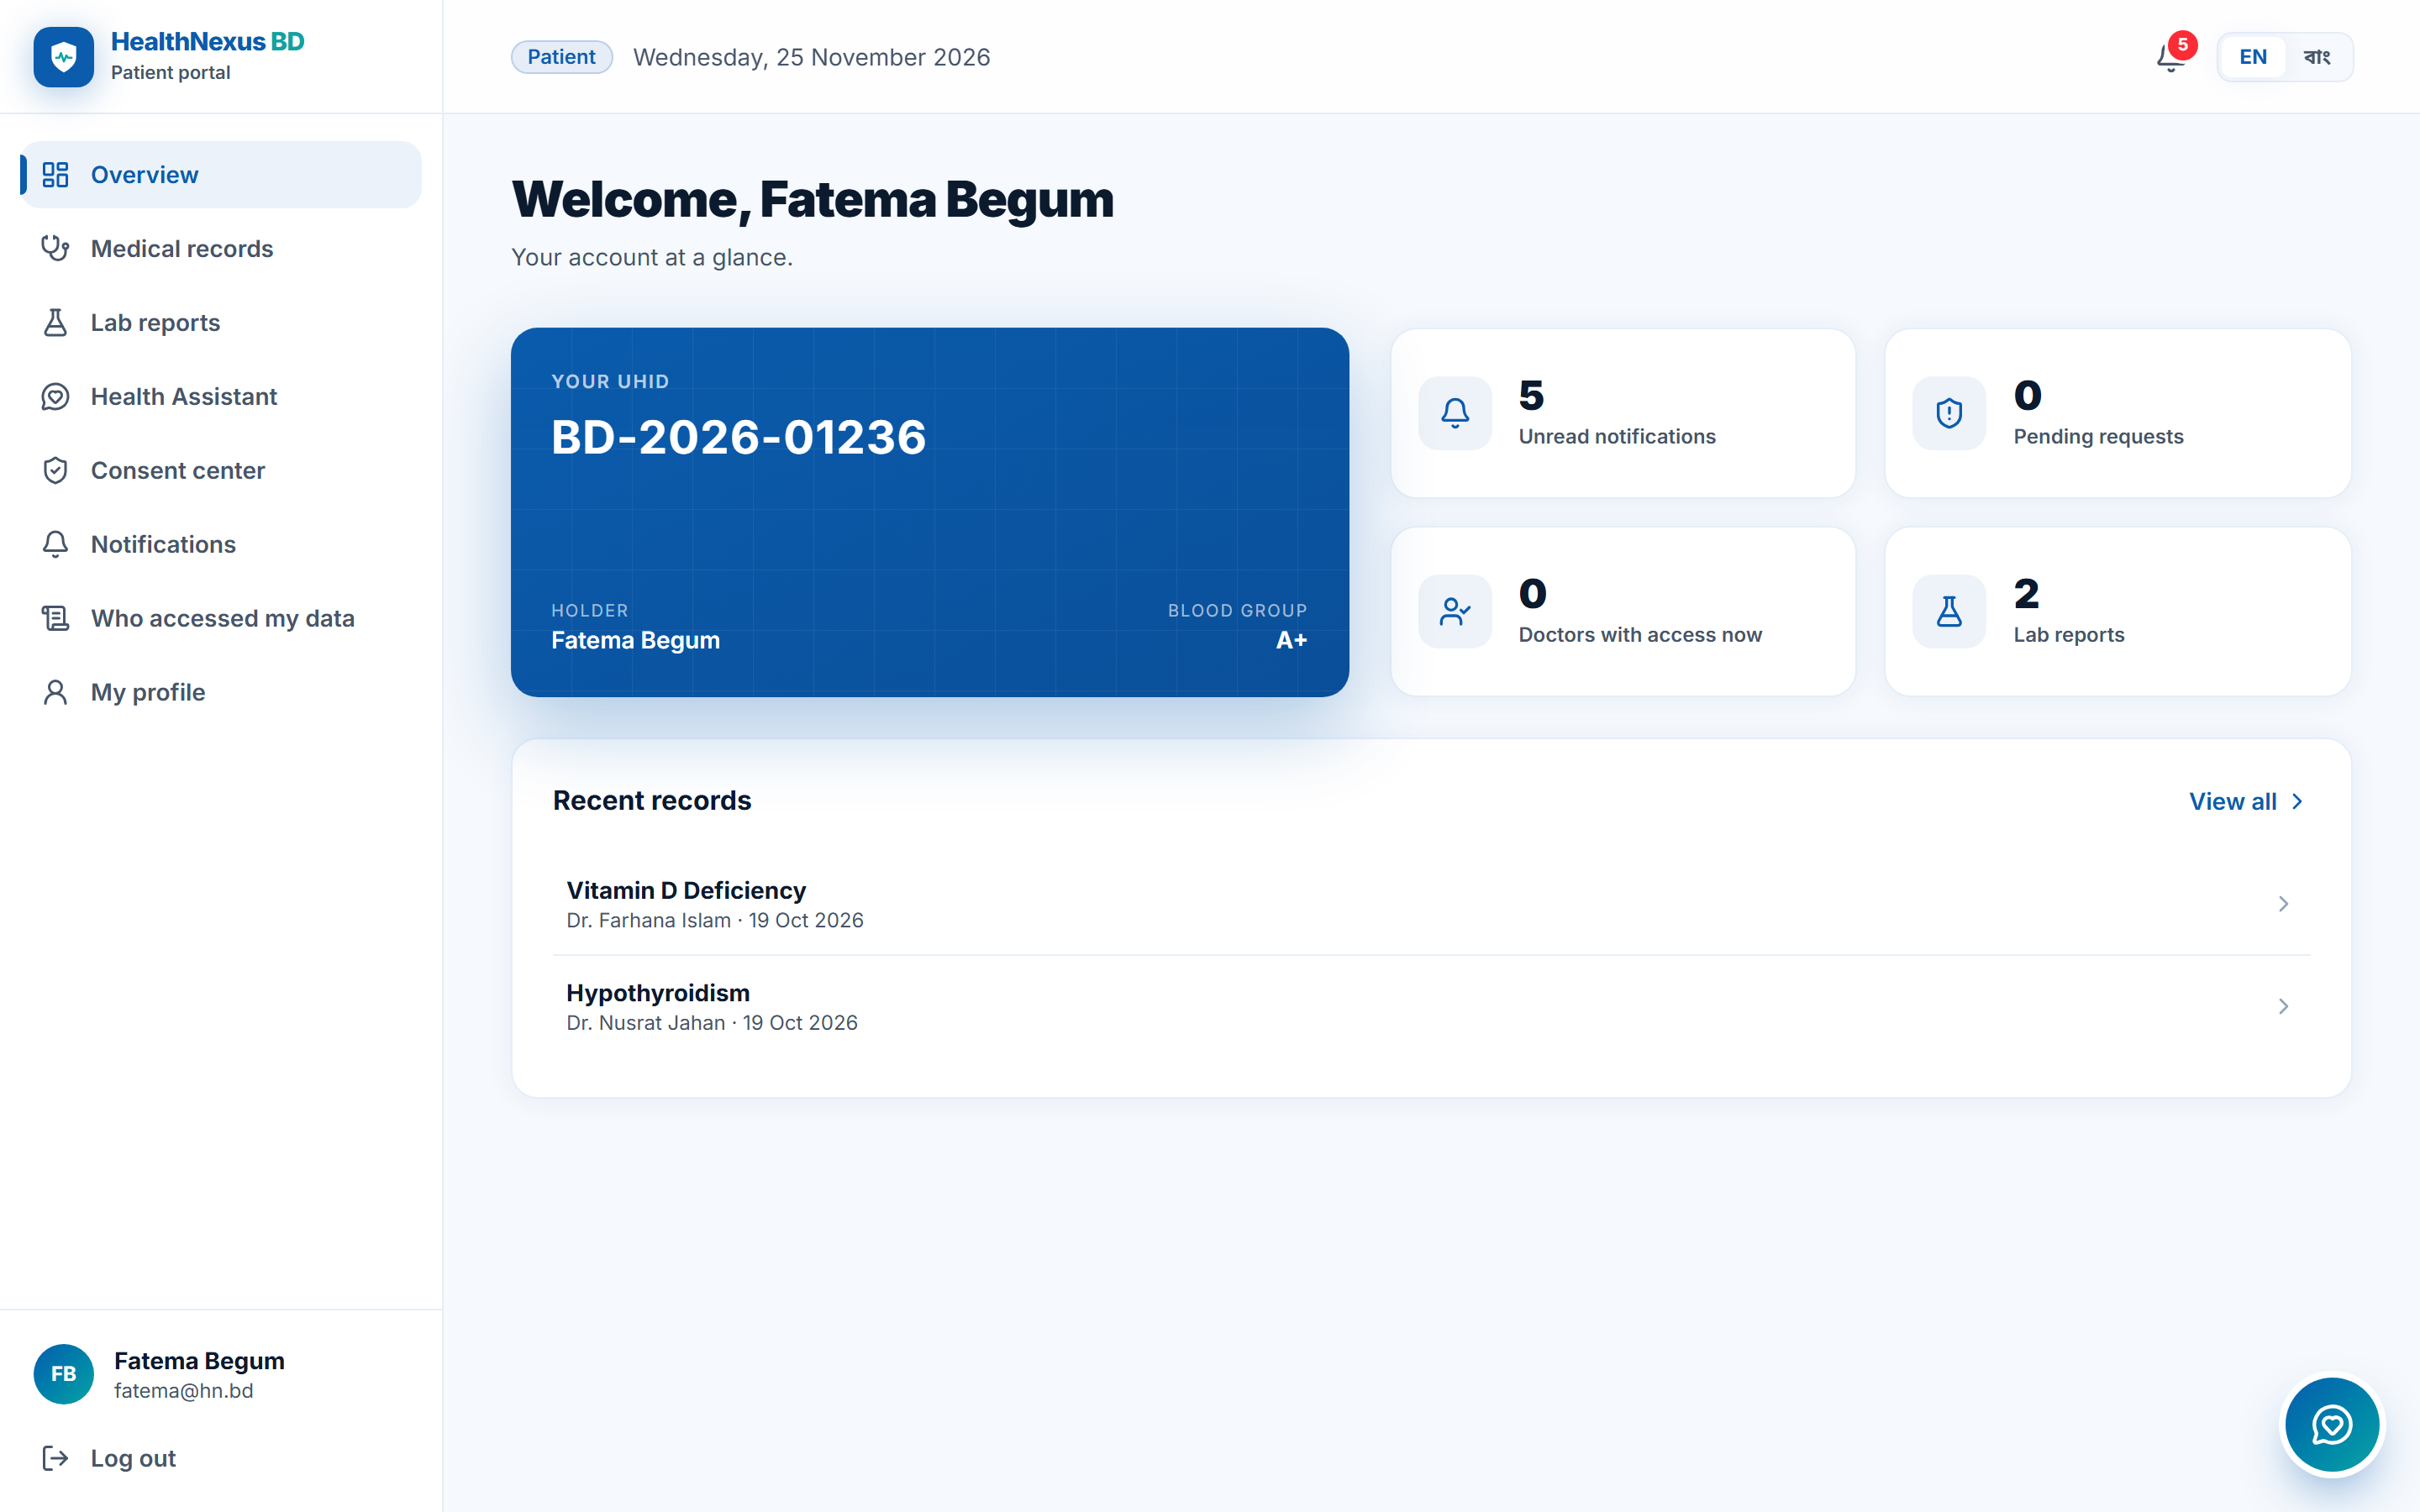 HealthNexus BD
Patient portal
Overview
Medical records
Lab reports
Health Assistant
Consent center
Notifications
Who accessed my data
My profile
FB
Fatema Begum
fatema@hn.bd
Log out
Patient Wednesday, 25 November 2026
5
EN বাং
Welcome, Fatema Begum
Your account at a glance.
YOUR UHID
BD-2026-01236
HOLDER
Fatema Begum
BLOOD GROUP
A+
5
Unread notifications
0
Pending requests
0
Doctors with access now
2
Lab reports
Recent records
View all
Vitamin D Deficiency
Dr. Farhana Islam · 19 Oct 2026
Hypothyroidism
Dr. Nusrat Jahan · 19 Oct 2026